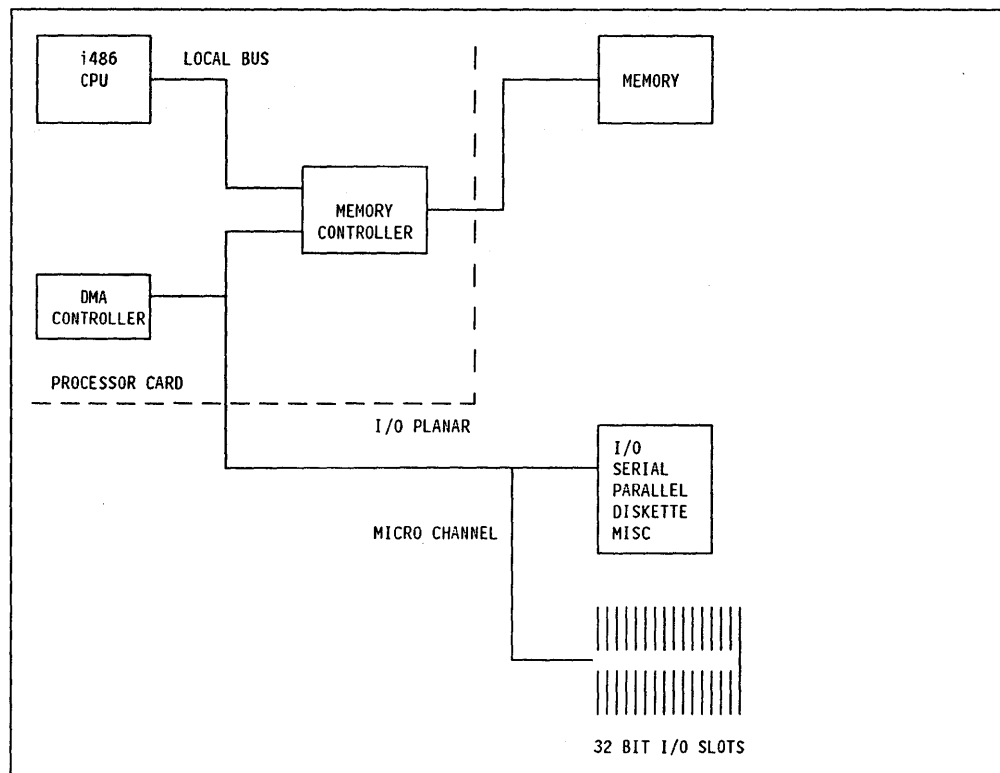 i486
CPU
LOCAL BUS
MEMORY
MEMORY
CONTROLLER
DMA
CONTROLLER
PROCESSOR CARD
I/O PLANAR
I/O
SERIAL
PARALLEL
DISKETTE
MISC
MICRO CHANNEL
32 BIT I/O SLOTS